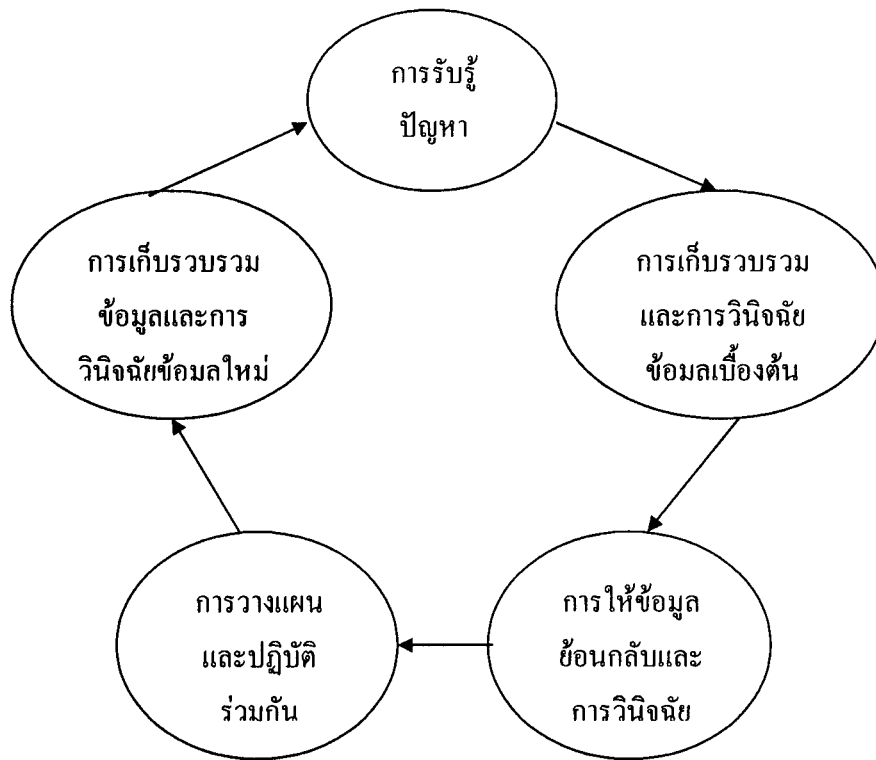 การรับรู้
ปัญหา
การเก็บรวบรวม
และการวินิจฉัย
ข้อมลเบื้องต้น
การให้ข้อมูล
ย้อนกลับและ
การวินิจฉัย
การวางแผน
และปฏิบัติ
ร่วมกัน
การเก็บรวบรวม
ข้อมูลและการ
วินิจฉัยข้อมลใหม่